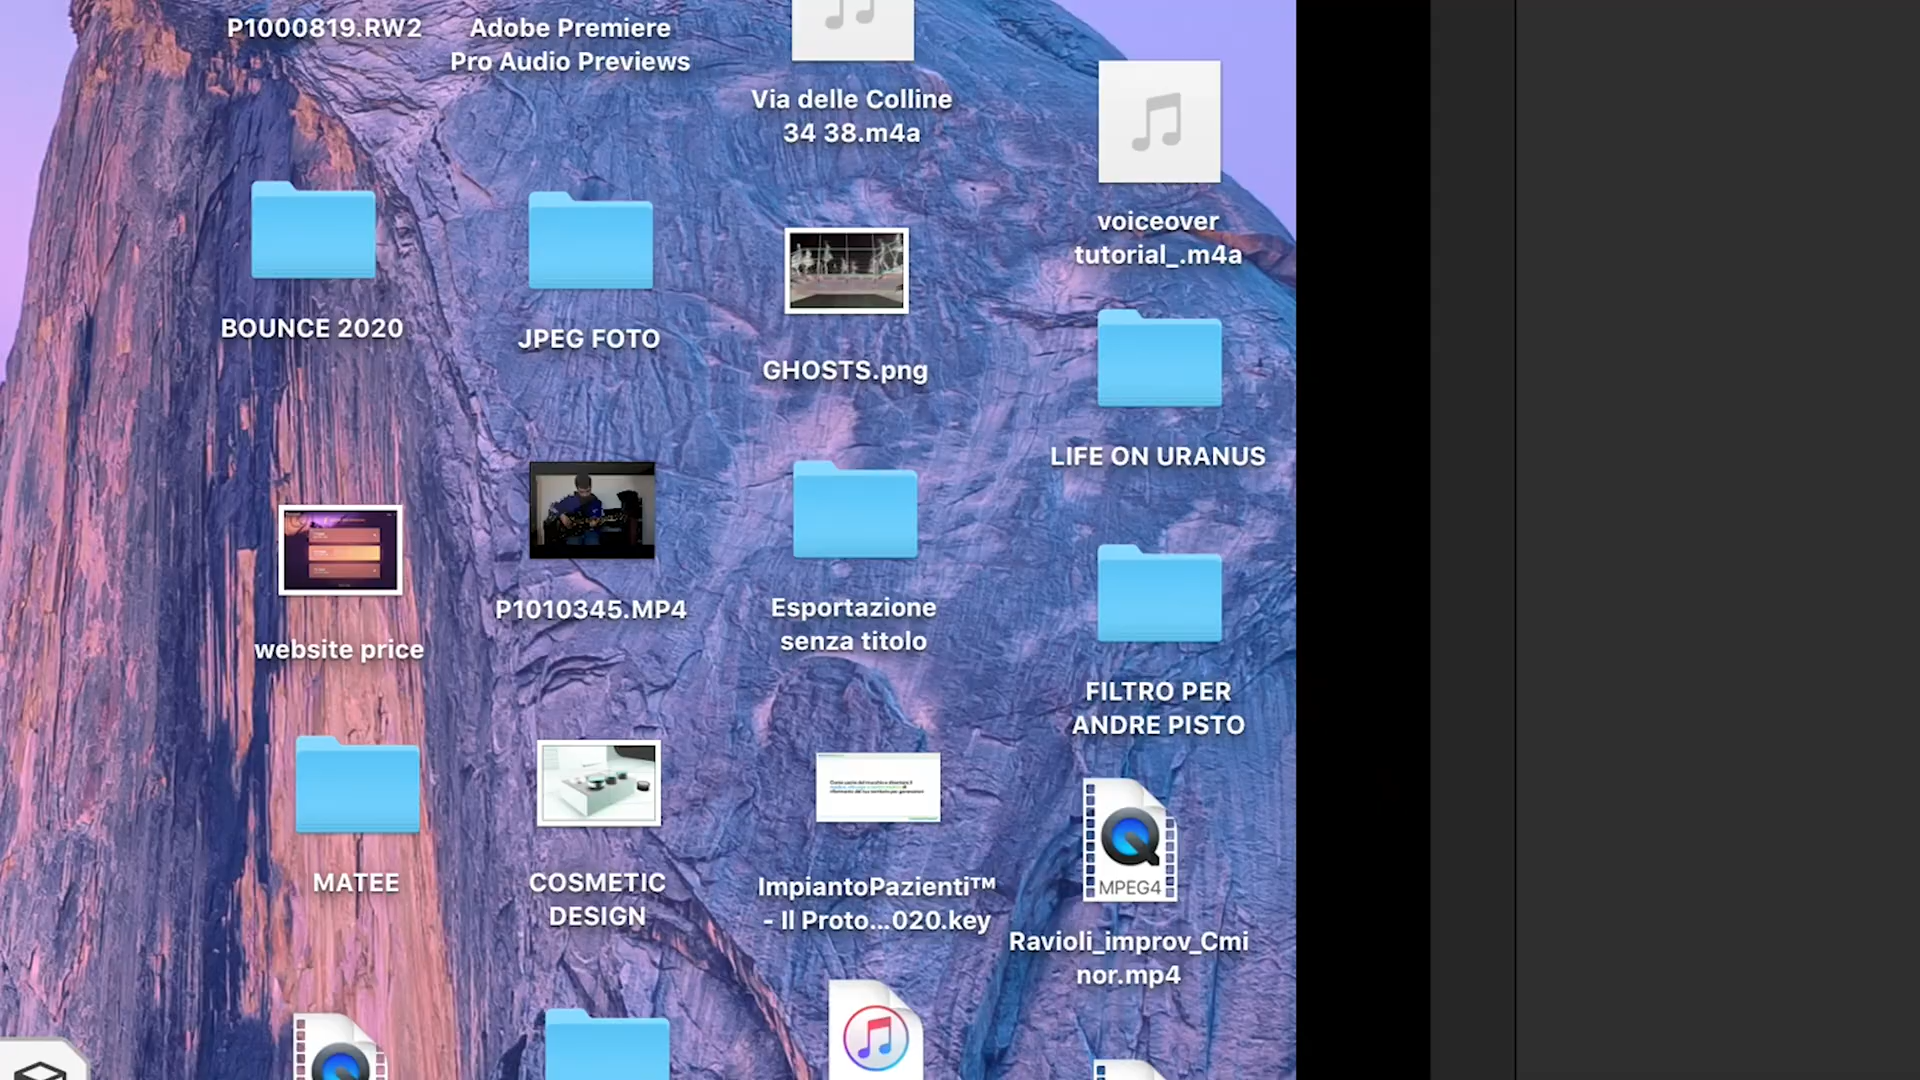 P1000819.RW2
Adobe Premiere
Pro Audio Previews
Via delle Colline
34 38.m4a
voiceover
tutorial_.m4a
BOUNCE 2020
JPEG FOTO
GHOSTS.png
LIFE ON URANUS
website price
P1010345.MP4
Esportazione
senza titolo
FILTRO PER
ANDRE PISTO
MATEE
COSMETIC
DESIGN
ImpiantoPazienti™
- Il Proto...020.key
MPEG4
Ravioli_improv_Cmi
nor.mp4